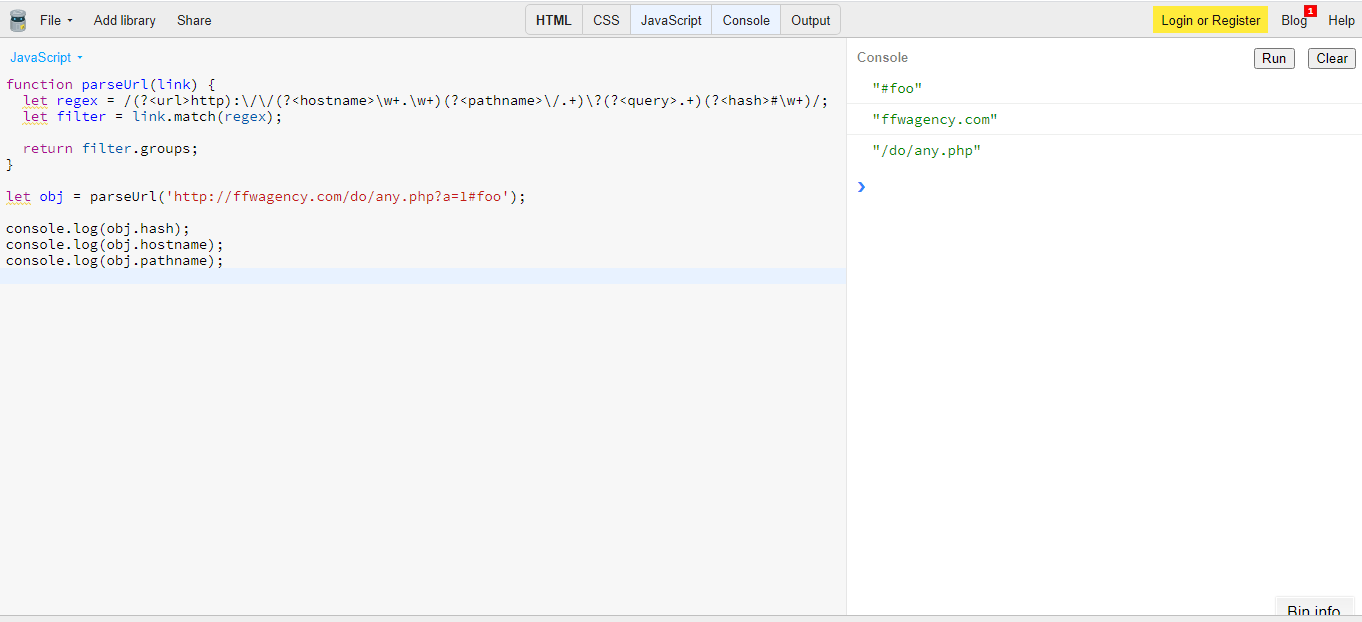 File Add library Share HTML CSS JavaScript Console Output Login or Register Blog 1 Help
JavaScript
function parseUrl(link) {
  let regex = /(?<url>http):\/\/(?<hostname>\w+.\w+)(?<pathname>\/.+)\?(?<query>.+)(?<hash>#\w+)/;
  let filter = link.match(regex);
  return filter.groups;
}
let obj = parseUrl('http://ffwagency.com/do/any.php?a=1#foo');
console.log(obj.hash);
console.log(obj.hostname);
console.log(obj.pathname);
Console Run Clear
"#foo"
"ffwagency.com"
"/do/any.php"
Bin info